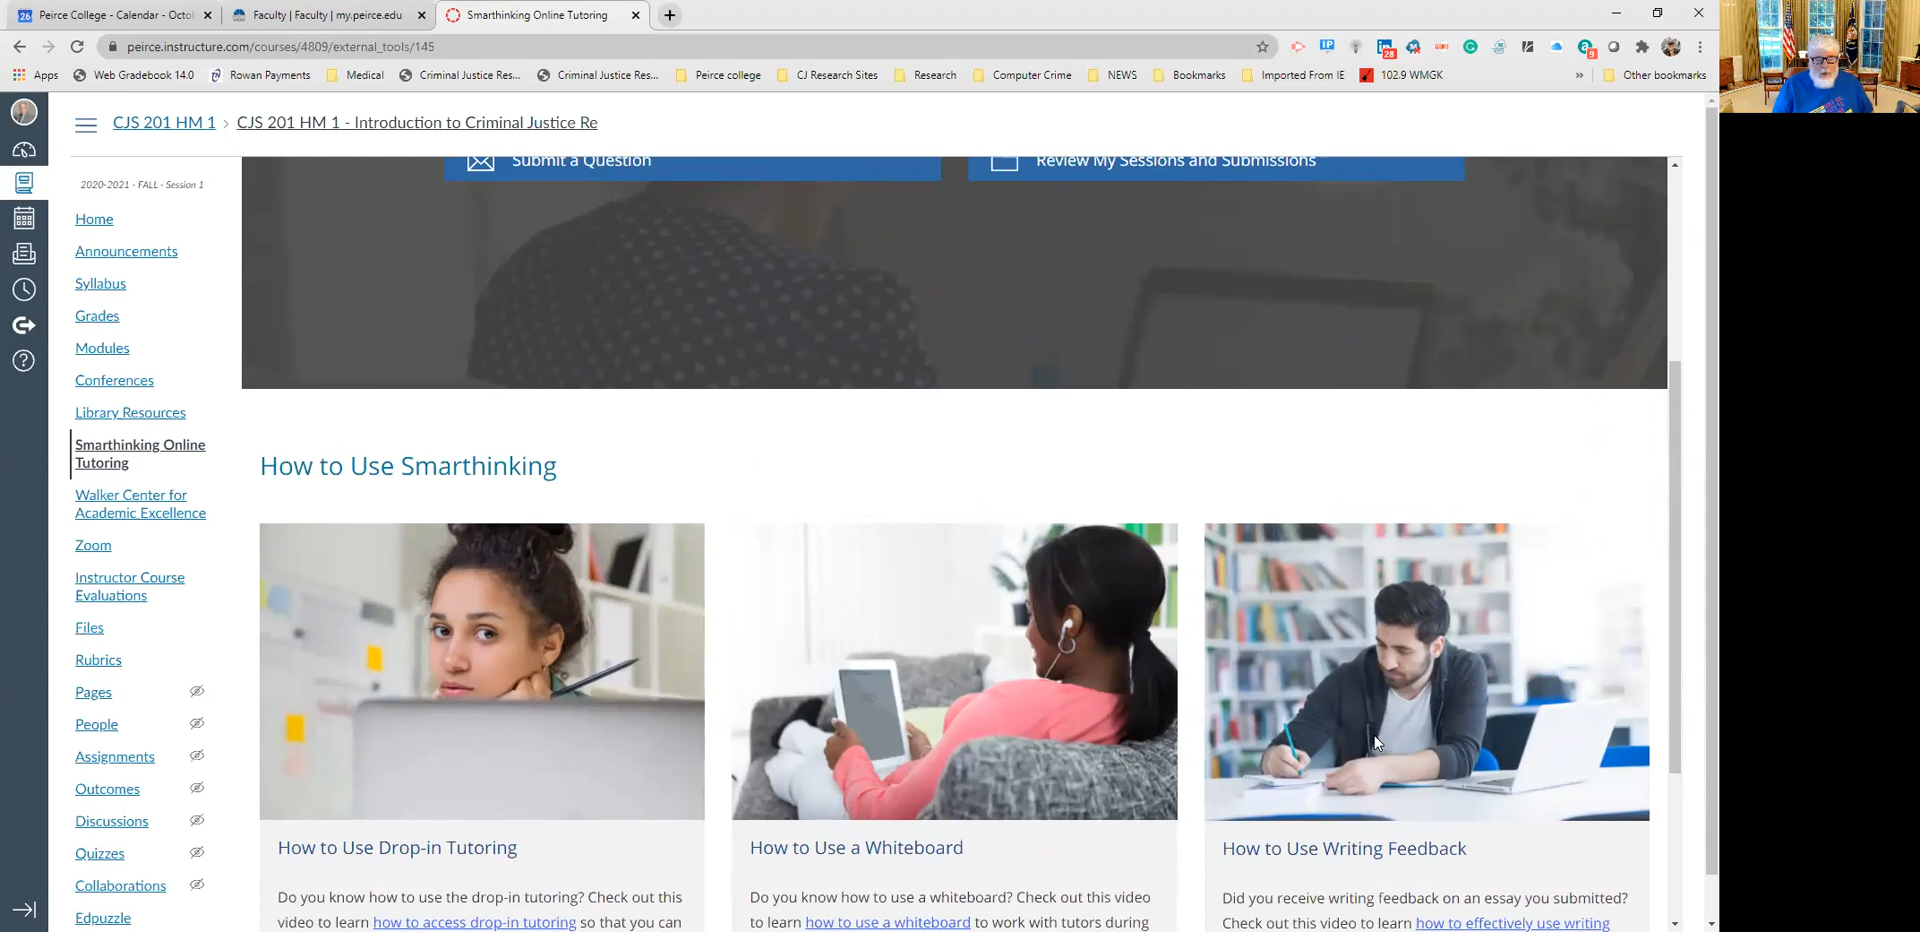 26 Peirce College - Calendar - Octo
Faculty | Faculty | my.peirce.edu
Smarthinking Online Tutoring
peirce.instructure.com/courses/4809/external_tools/145
28
9
Apps
Web Gradebook 14.0
Rowan Payments
Medical
Criminal Justice Res...
Criminal Justice Res...
Peirce college
CJ Research Sites
Research
Computer Crime
NEWS
Bookmarks
Imported From IE
102.9 WMGK
»
Other bookmarks
CJS 201 HM 1 › CJS 201 HM 1 - Introduction to Criminal Justice Re
2020-2021 - FALL - Session 1
Home
Announcements
Syllabus
Grades
Modules
Conferences
Library Resources
Smarthinking Online
Tutoring
Walker Center for
Academic Excellence
Zoom
Instructor Course
Evaluations
Files
Rubrics
Pages
People
Assignments
Outcomes
Discussions
Quizzes
Collaborations
Edpuzzle
Submit a Question
Review My Sessions and Submissions
How to Use Smarthinking
How to Use Drop-in Tutoring
Do you know how to use the drop-in tutoring? Check out this
video to learn how to access drop-in tutoring so that you can
How to Use a Whiteboard
Do you know how to use a whiteboard? Check out this video
to learn how to use a whiteboard to work with tutors during
How to Use Writing Feedback
Did you receive writing feedback on an essay you submitted?
Check out this video to learn how to effectively use writing